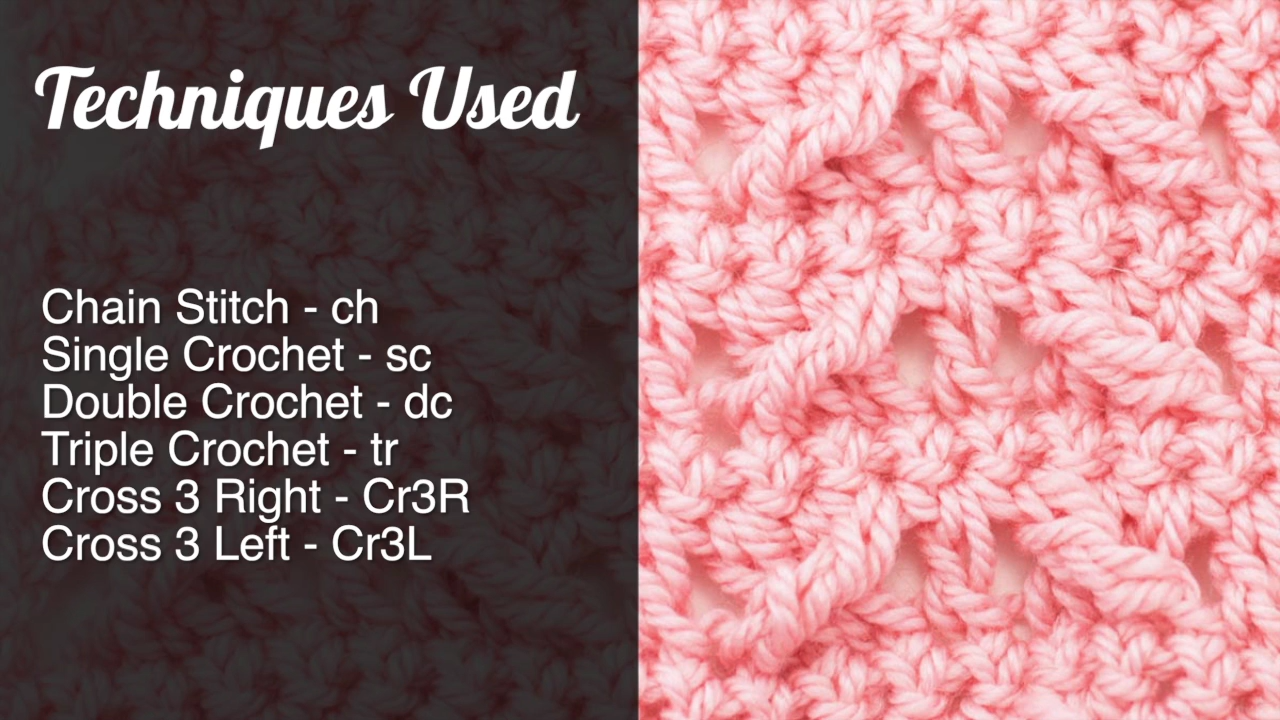 Techniques Used
Chain Stitch - ch
Single Crochet - sc
Double Crochet - dc
Triple Crochet - tr
Cross 3 Right - Cr3R
Cross 3 Left - Cr3L